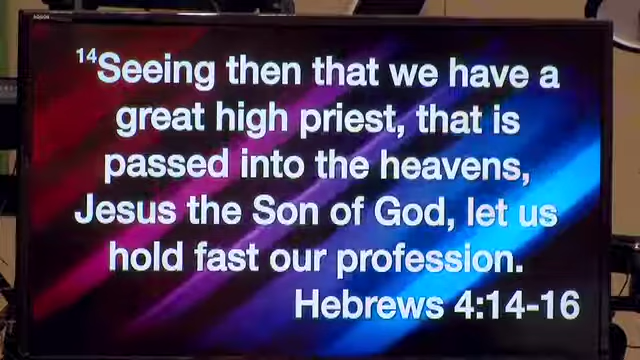 ¹⁴Seeing then that we have a
great high priest, that is
passed into the heavens,
Jesus the Son of God, let us
hold fast our profession.
Hebrews 4:14-16